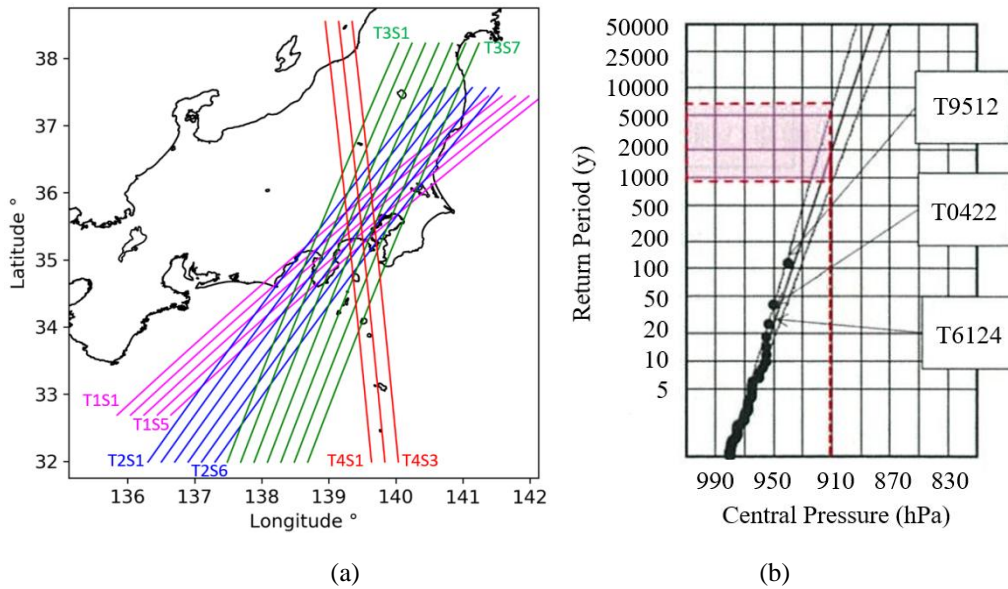 38
37
36
35
34
33
32
Latitude °
136
137
138
139
140
141
142
Longitude °
T3S1
T3S7
T1S1
T1S5
T2S1
T2S6
T4S1
T4S3
(a)
50000
20000
10000
5000
2000
1000
500
200
100
50
20
10
5
Return Period (y)
T9512
T0422
T6124
990
950
910
870
830
Central Pressure (hPa)
(b)